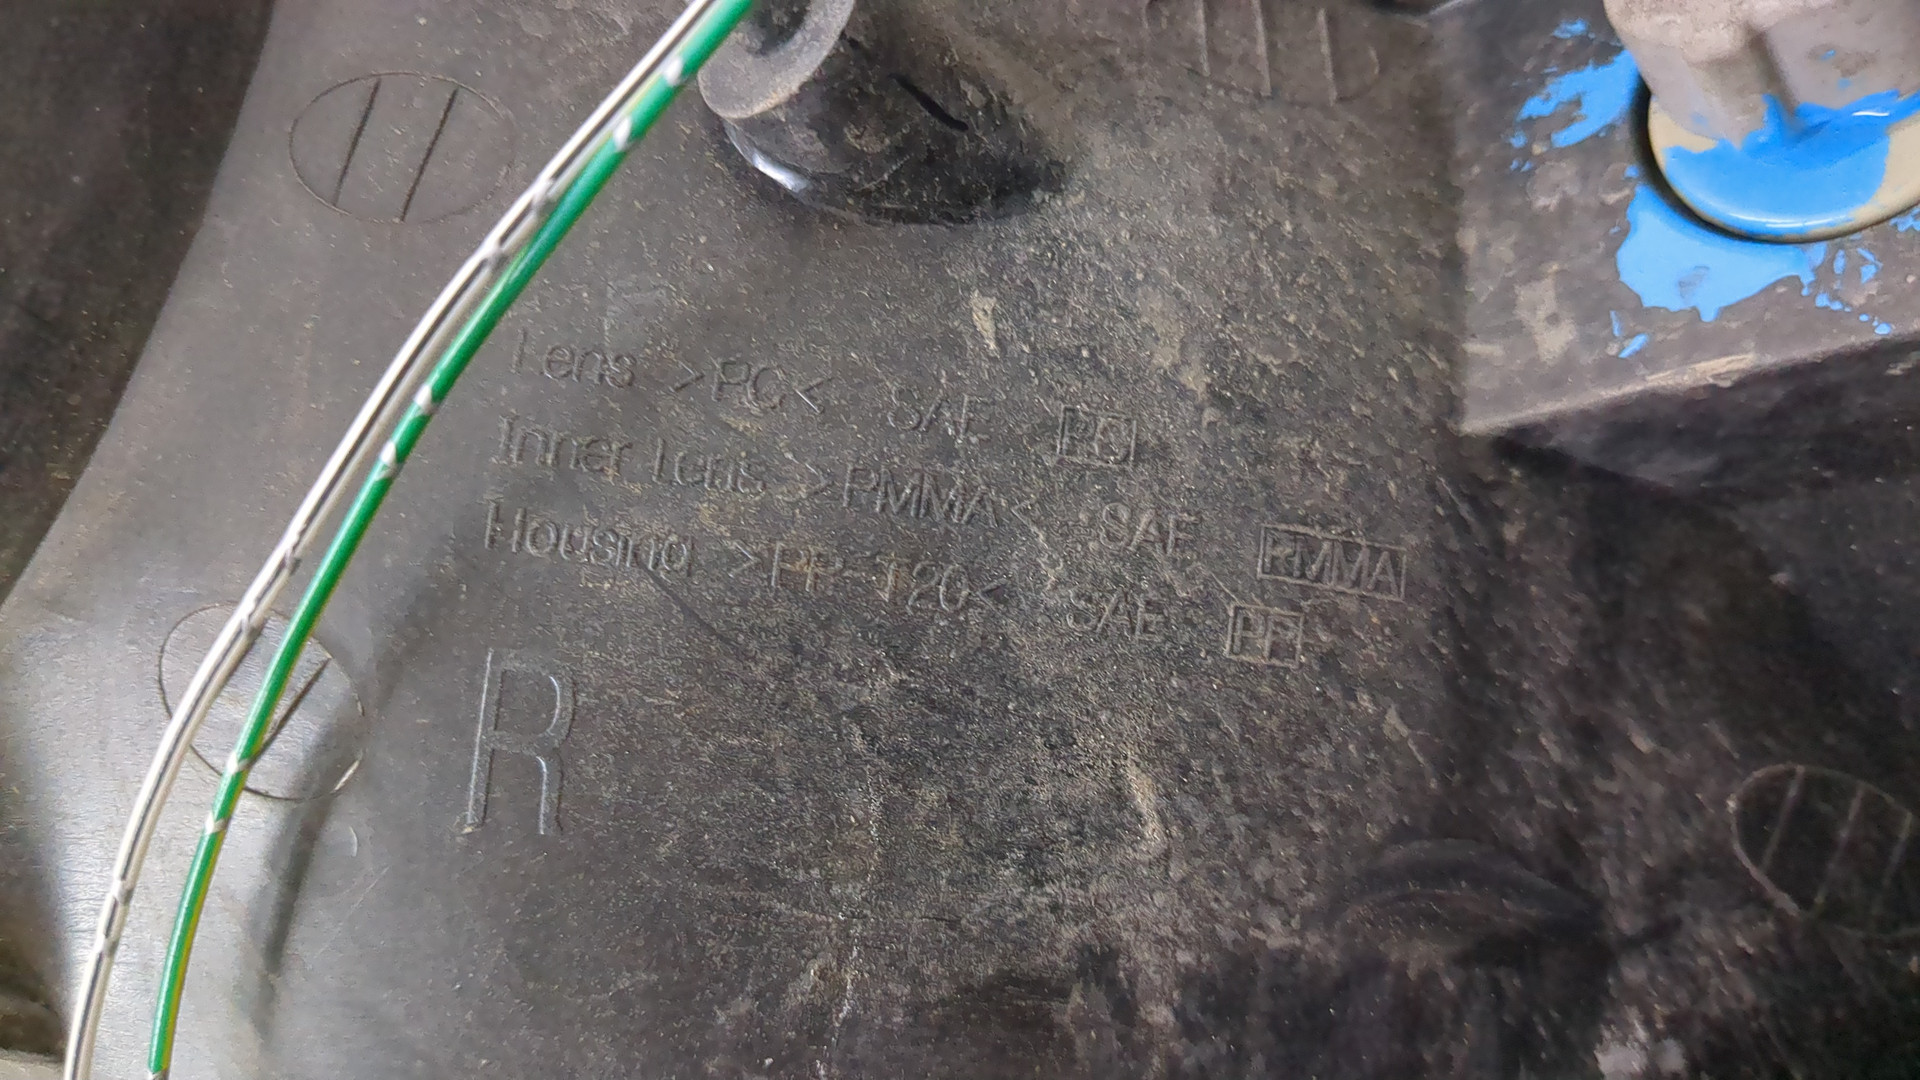 Lens >PC< SAE PC
Inner Lens >PMMA< SAE PMMA
Housing >PP-T20< SAE PP
R